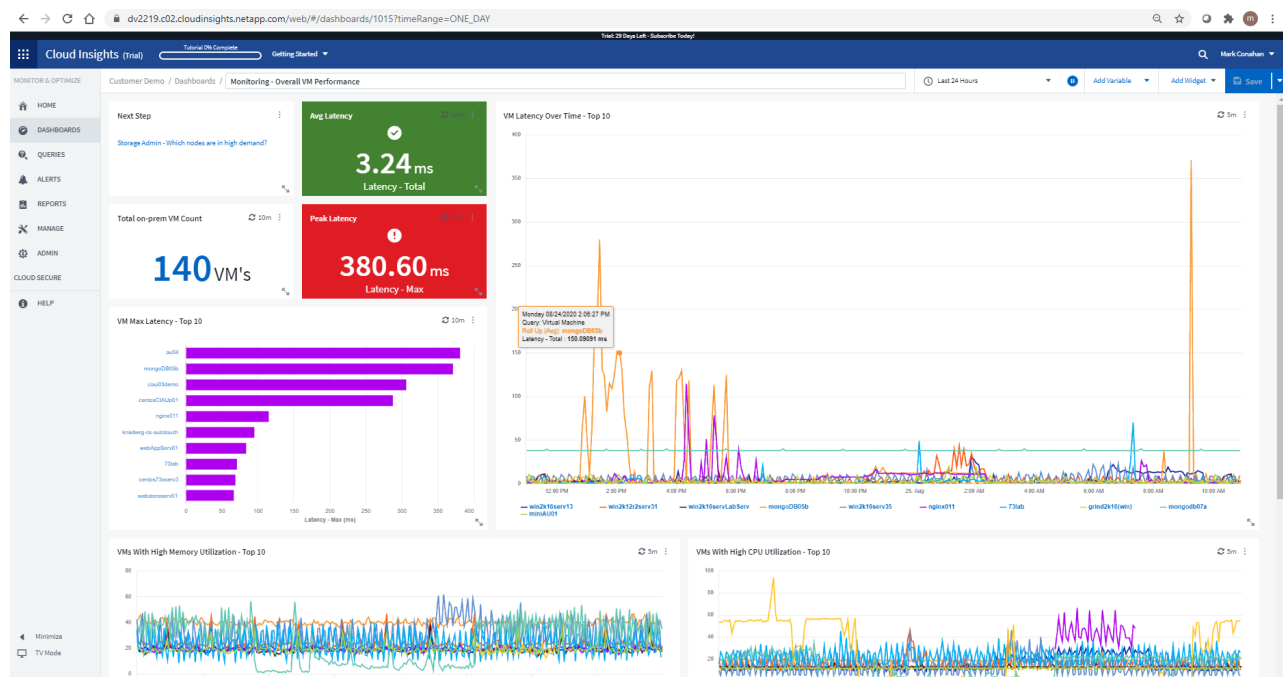 dv2219.c02.cloudinsights.netapp.com/web/#/dashboards/1015?timeRange=ONE_DAY
m
Trial: 29 Days Left - Subscribe Today!
Cloud Insights (Trial)
Tutorial 0% Complete
Getting Started
Mark Conahan
MONITOR & OPTIMIZE
Customer Demo / Dashboards / Monitoring - Overall VM Performance
Last 24 Hours
Add Variable
Add Widget
Save
HOME
DASHBOARDS
QUERIES
ALERTS
REPORTS
MANAGE
ADMIN
CLOUD SECURE
HELP
Minimize
TV Mode
Next Step
Storage Admin - Which nodes are in high demand?
Avg Latency
3.24 ms
Latency - Total
Total on-prem VM Count
10m
140 VM's
Peak Latency
380.60 ms
Latency - Max
VM Max Latency - Top 10
10m
au54
mongoDB05b
ciau03demo
centosCIAUp01
nginx011
webAppServ01
73lab
centos73xserv3
webstoreserv01
0 50 100 150 200 250 300 350 400
Latency - Max (ms)
VM Latency Over Time - Top 10
5m
400
350
300
250
200
150
100
50
0
Monday 08/24/2020 2:06:27 PM
Query: Virtual Machine
Roll Up (Avg): mongoDB05b
Latency - Total : 150.09091 ms
12:00 PM 2:00 PM 4:00 PM 6:00 PM 8:00 PM 10:00 PM 25. Aug 2:00 AM 4:00 AM 6:00 AM 8:00 AM 10:00 AM
win2k16serv13 win2k12r2serv31 win2k16servLabServ mongoDB05b win2k16serv35 nginx011 73lab grind2k16(win) mongodb07a
miniAU01
VMs With High Memory Utilization - Top 10
5m
80
60
40
20
0
VMs With High CPU Utilization - Top 10
5m
100
80
60
40
20